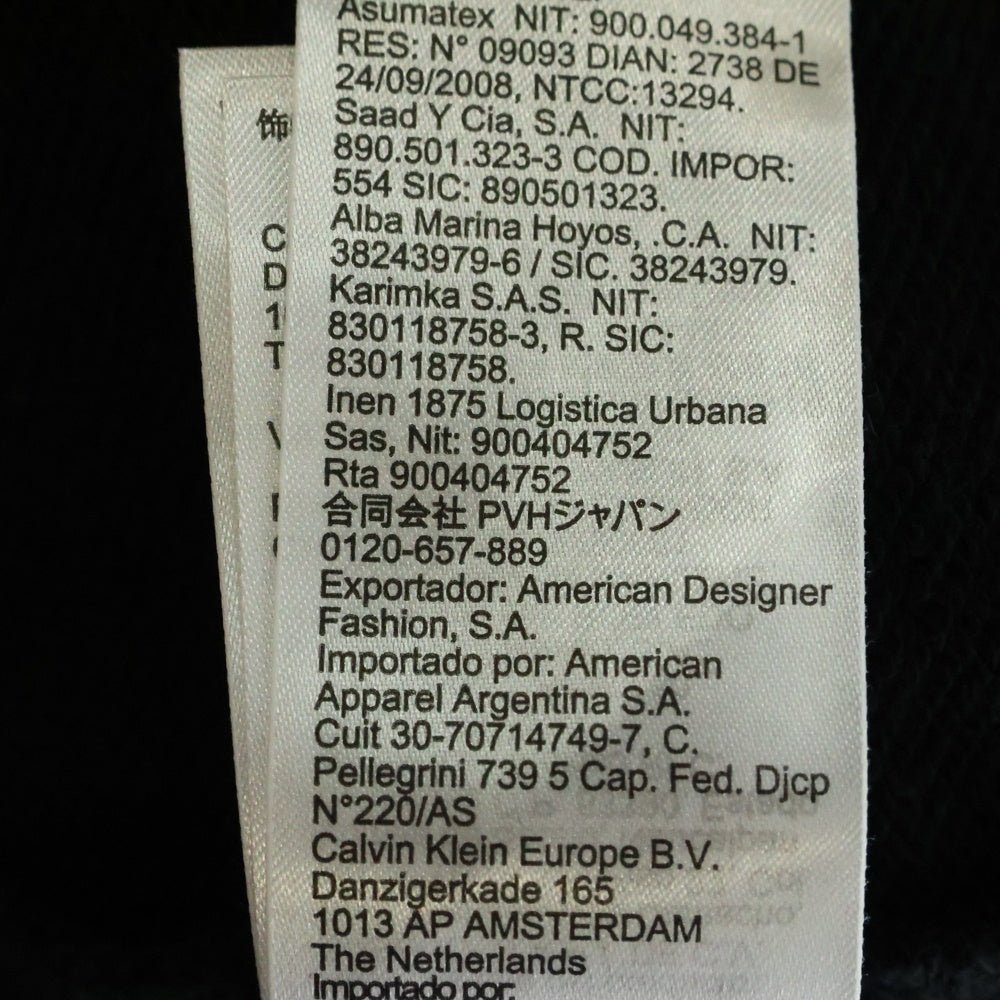 Asumatex NIT: 900.049.384-1
RES: N° 09093 DIAN: 2738 DE
24/09/2008, NTCC:13294.
Saad Y Cia, S.A. NIT:
890.501.323-3 COD. IMPOR:
554 SIC: 890501323.
Alba Marina Hoyos, .C.A. NIT:
38243979-6 / SIC. 38243979.
Karimka S.A.S. NIT:
830118758-3, R. SIC:
830118758.
Inen 1875 Logistica Urbana
Sas, Nit: 900404752
Rta 900404752
合同会社 PVHジャパン
0120-657-889
Exportador: American Designer
Fashion, S.A.
Importado por: American
Apparel Argentina S.A.
Cuit 30-70714749-7, C.
Pellegrini 739 5 Cap. Fed. Djcp
N°220/AS
Calvin Klein Europe B.V.
Danzigerkade 165
1013 AP AMSTERDAM
The Netherlands
Importado por:
饰
C
D
1
T